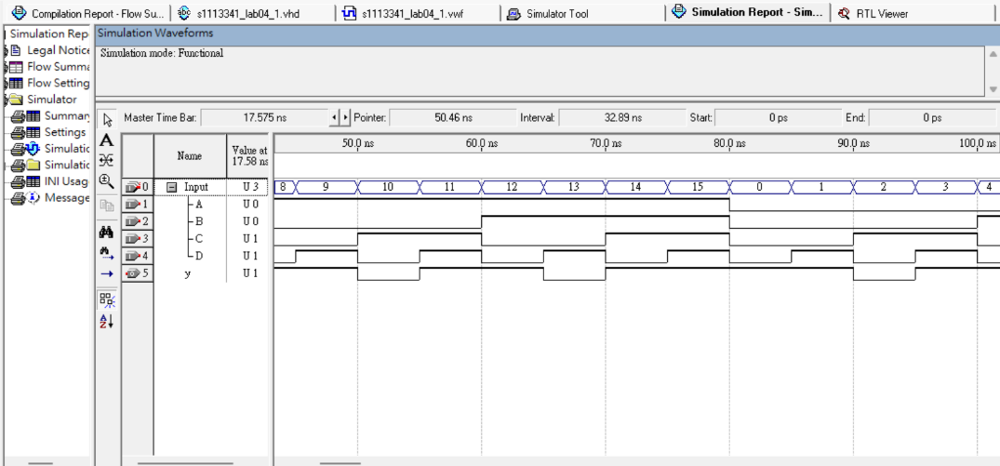 Compilation Report - Flow Su... s1113341_lab04_1.vhd s1113341_lab04_1.vwf Simulator Tool Simulation Report - Sim... RTL Viewer
Simulation Rep
Legal Notice
Flow Summa
Flow Setting
Simulator
Summary
Settings
Simulatic
Simulatic
INI Usag
Message
Simulation Waveforms
Simulation mode: Functional
Master Time Bar: 17.575 ns Pointer: 50.46 ns Interval: 32.89 ns Start: 0 ps End: 0 ps
Name Value at 17.58 ns 50.0 ns 60.0 ns 70.0 ns 80.0 ns 90.0 ns 100.0 ns
0 Input U 3 8 9 10 11 12 13 14 15 0 1 2 3 4
1 A U 0
2 B U 0
3 C U 1
4 D U 1
5 y U 1